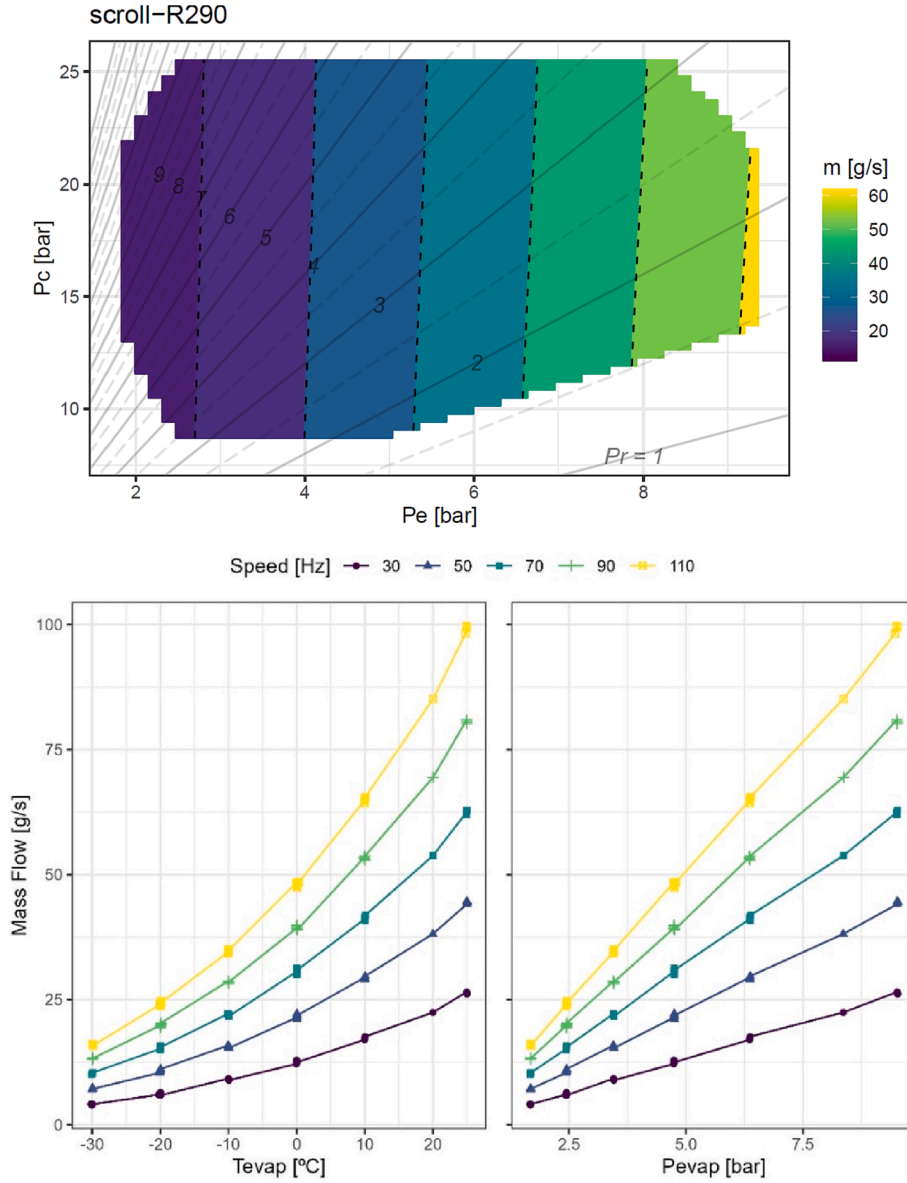 scroll−R290
25
20
15
10
Pc [bar]
9
8
7
6
5
4
3
2
Pr = 1
2 4 6 8
Pe [bar]
m [g/s]
60
50
40
30
20
Speed [Hz] 30 50 70 90 110
100
75
50
25
0
Mass Flow [g/s]
-30 -20 -10 0 10 20
Tevap [ºC]
2.5 5.0 7.5
Pevap [bar]